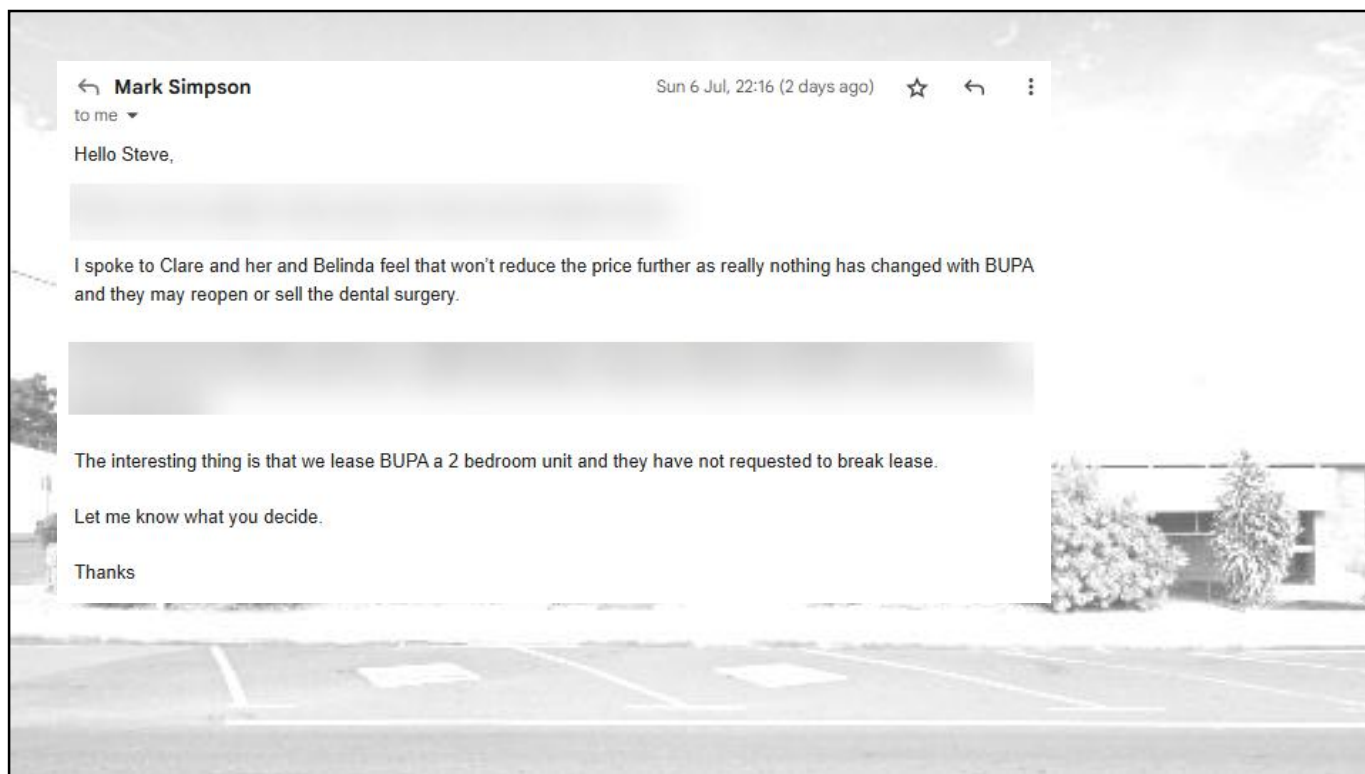 Mark Simpson
Sun 6 Jul, 22:16 (2 days ago)
to me
Hello Steve,
I spoke to Clare and her and Belinda feel that won't reduce the price further as really nothing has changed with BUPA
and they may reopen or sell the dental surgery.
The interesting thing is that we lease BUPA a 2 bedroom unit and they have not requested to break lease.
Let me know what you decide.
Thanks